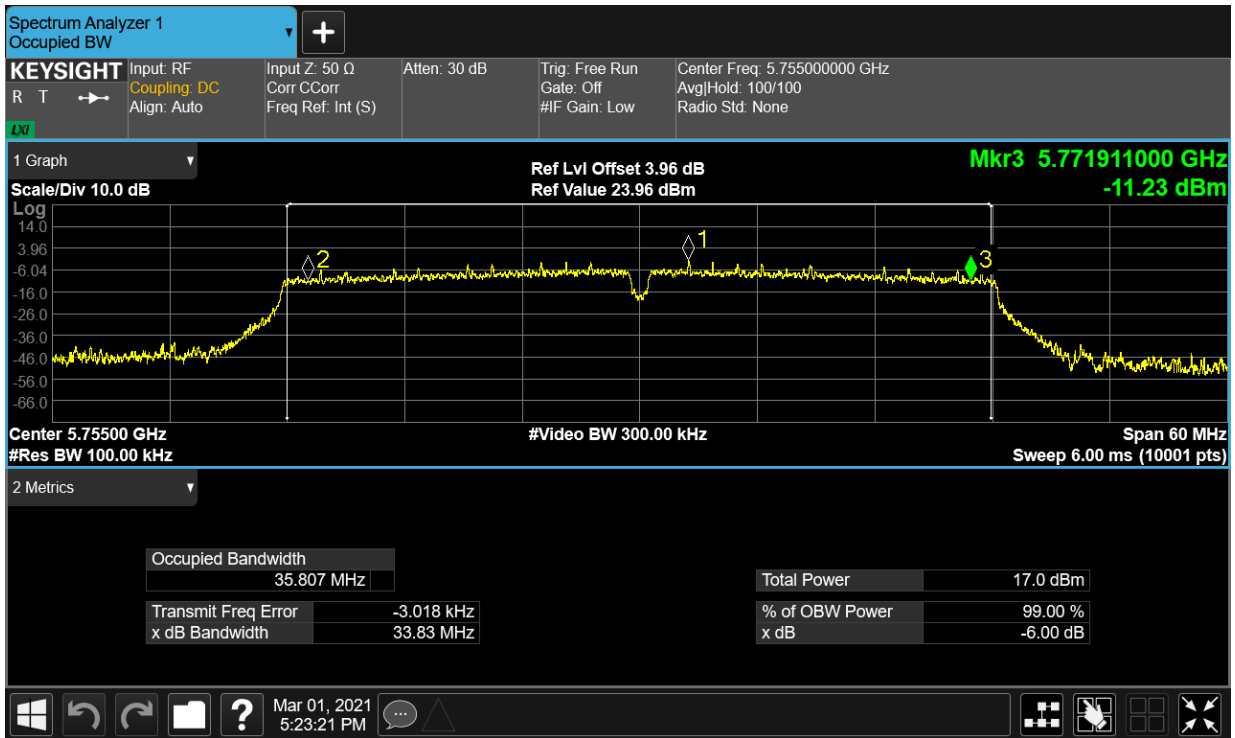 Spectrum Analyzer 1
Occupied BW
KEYSIGHT
R T
LXI
Input: RF
Coupling: DC
Align: Auto
Input Z: 50 Ω
Corr CCorr
Freq Ref: Int (S)
Atten: 30 dB
Trig: Free Run
Gate: Off
#IF Gain: Low
Center Freq: 5.755000000 GHz
Avg|Hold: 100/100
Radio Std: None
1 Graph
Scale/Div 10.0 dB
Ref Lvl Offset 3.96 dB
Ref Value 23.96 dBm
Mkr3 5.771911000 GHz
-11.23 dBm
Log
14.0
3.96
-6.04
-16.0
-26.0
-36.0
-46.0
-56.0
-66.0
2
1
3
Center 5.75500 GHz
#Video BW 300.00 kHz
Span 60 MHz
#Res BW 100.00 kHz
Sweep 6.00 ms (10001 pts)
2 Metrics
Occupied Bandwidth
35.807 MHz
Transmit Freq Error -3.018 kHz
x dB Bandwidth 33.83 MHz
Total Power 17.0 dBm
% of OBW Power 99.00 %
x dB -6.00 dB
?
Mar 01, 2021
5:23:21 PM